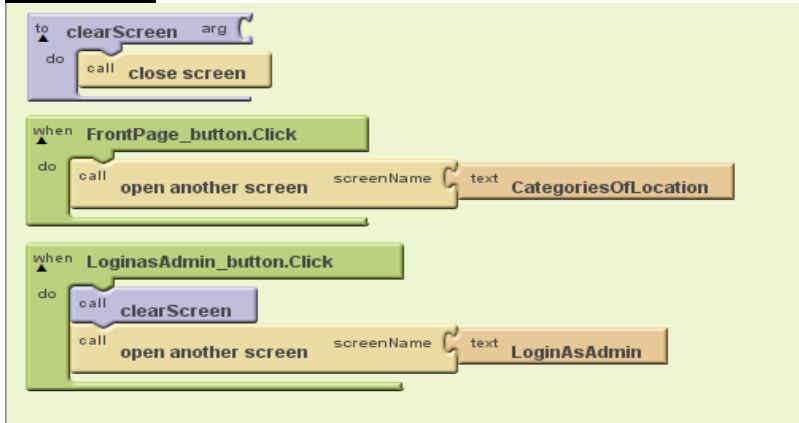 to clearScreen arg
do call close screen
when FrontPage_button.Click
do call open another screen screenName text CategoriesOfLocation
when LoginasAdmin_button.Click
do call clearScreen
call open another screen screenName text LoginAsAdmin